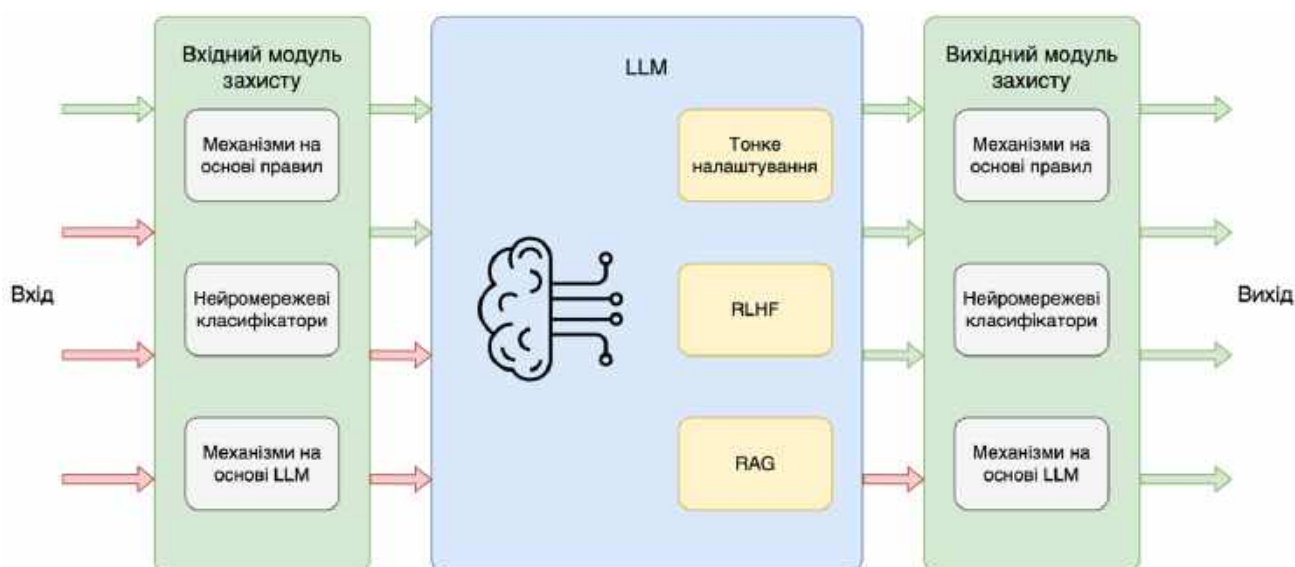 Вхідний модуль
захисту
Механізми на
основі правил
Нейромережеві
класифікатори
Механізми на
основі LLM
Вхід
LLM
Тонке
налаштування
RLHF
RAG
Вихідний модуль
захисту
Механізми на
основі правил
Нейромережеві
класифікатори
Механізми на
основі LLM
Вихід